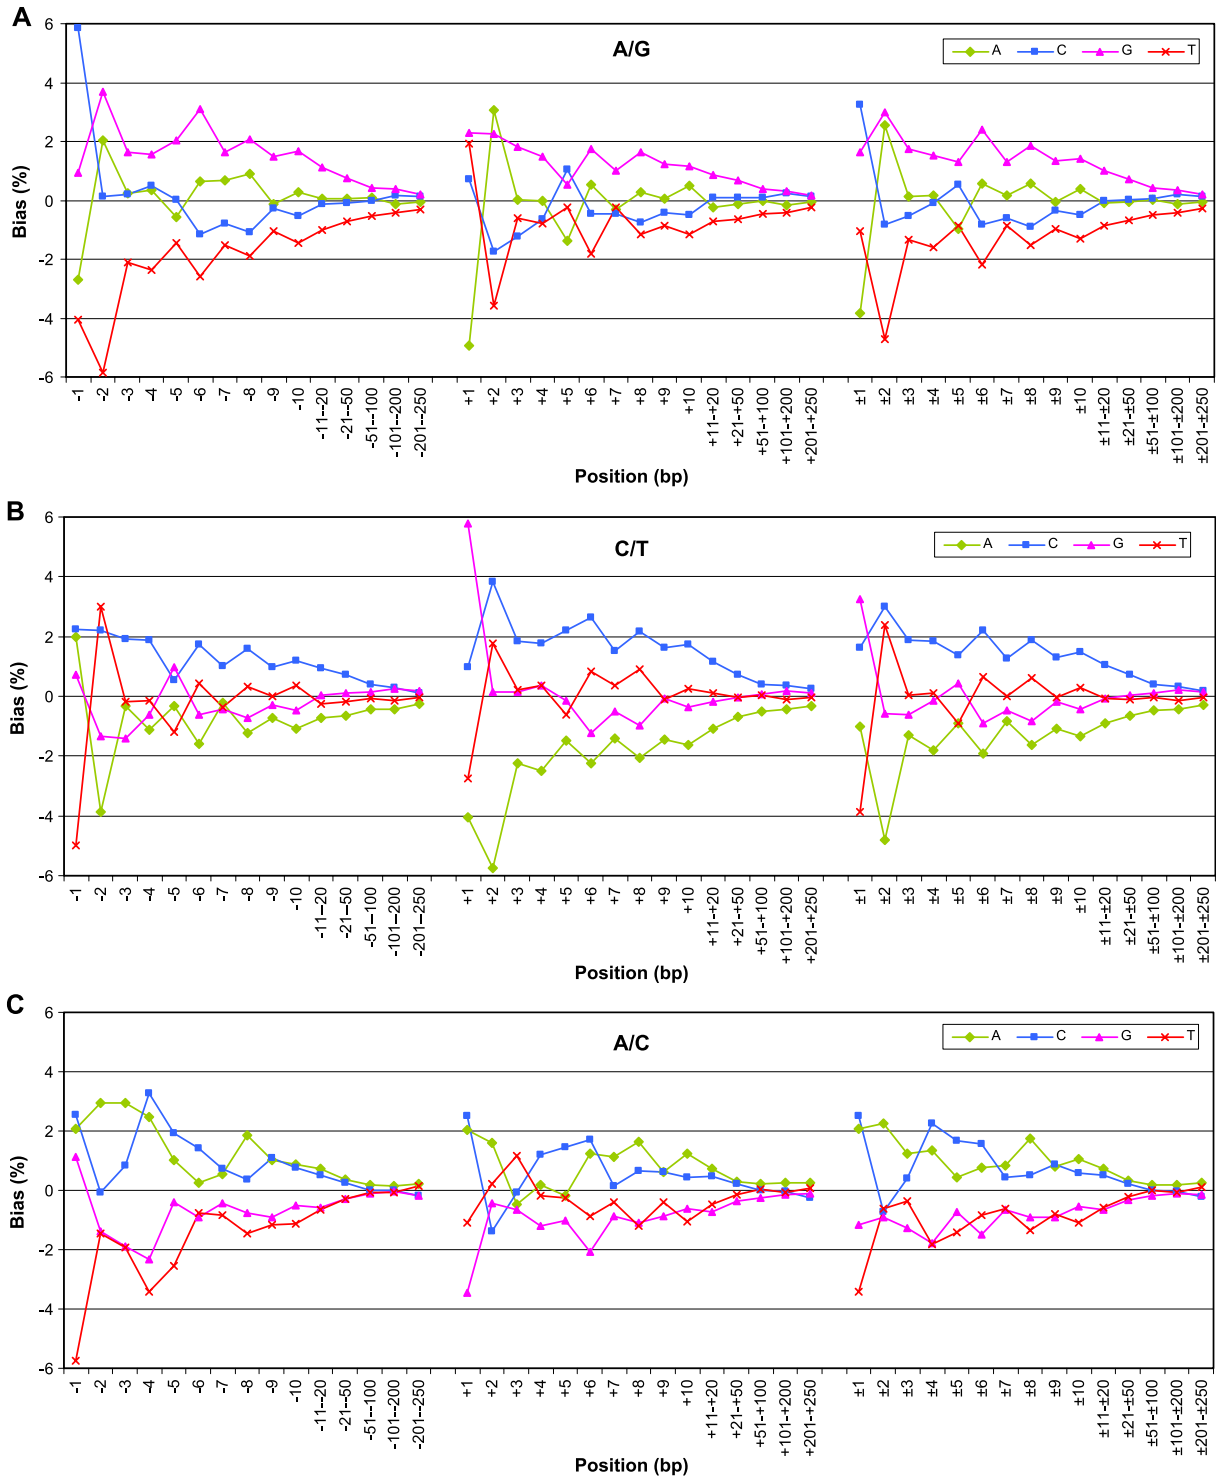 A
A/G
A C G T
6
4
2
0
-2
-4
-6
Bias (%)
-1 -2 -3 -4 -5 -6 -7 -8 -9 -10 -11--20 -21--50 -51--100 -101--200 -201--250 +1 +2 +3 +4 +5 +6 +7 +8 +9 +10 +11-+20 +21-+50 +51-+100 +101-+200 +201-+250 ±1 ±2 ±3 ±4 ±5 ±6 ±7 ±8 ±9 ±10 ±11-±20 ±21-±50 ±51-±100 ±101-±200 ±201-±250
Position (bp)
B
C/T
A C G T
6
4
2
0
-2
-4
-6
Bias (%)
-1 -2 -3 -4 -5 -6 -7 -8 -9 -10 -11--20 -21--50 -51--100 -101--200 -201--250 +1 +2 +3 +4 +5 +6 +7 +8 +9 +10 +11-+20 +21-+50 +51-+100 +101-+200 +201-+250 ±1 ±2 ±3 ±4 ±5 ±6 ±7 ±8 ±9 ±10 ±11-±20 ±21-±50 ±51-±100 ±101-±200 ±201-±250
Position (bp)
C
A/C
A C G T
6
4
2
0
-2
-4
-6
Bias (%)
-1 -2 -3 -4 -5 -6 -7 -8 -9 -10 -11--20 -21--50 -51--100 -101--200 -201--250 +1 +2 +3 +4 +5 +6 +7 +8 +9 +10 +11-+20 +21-+50 +51-+100 +101-+200 +201-+250 ±1 ±2 ±3 ±4 ±5 ±6 ±7 ±8 ±9 ±10 ±11-±20 ±21-±50 ±51-±100 ±101-±200 ±201-±250
Position (bp)